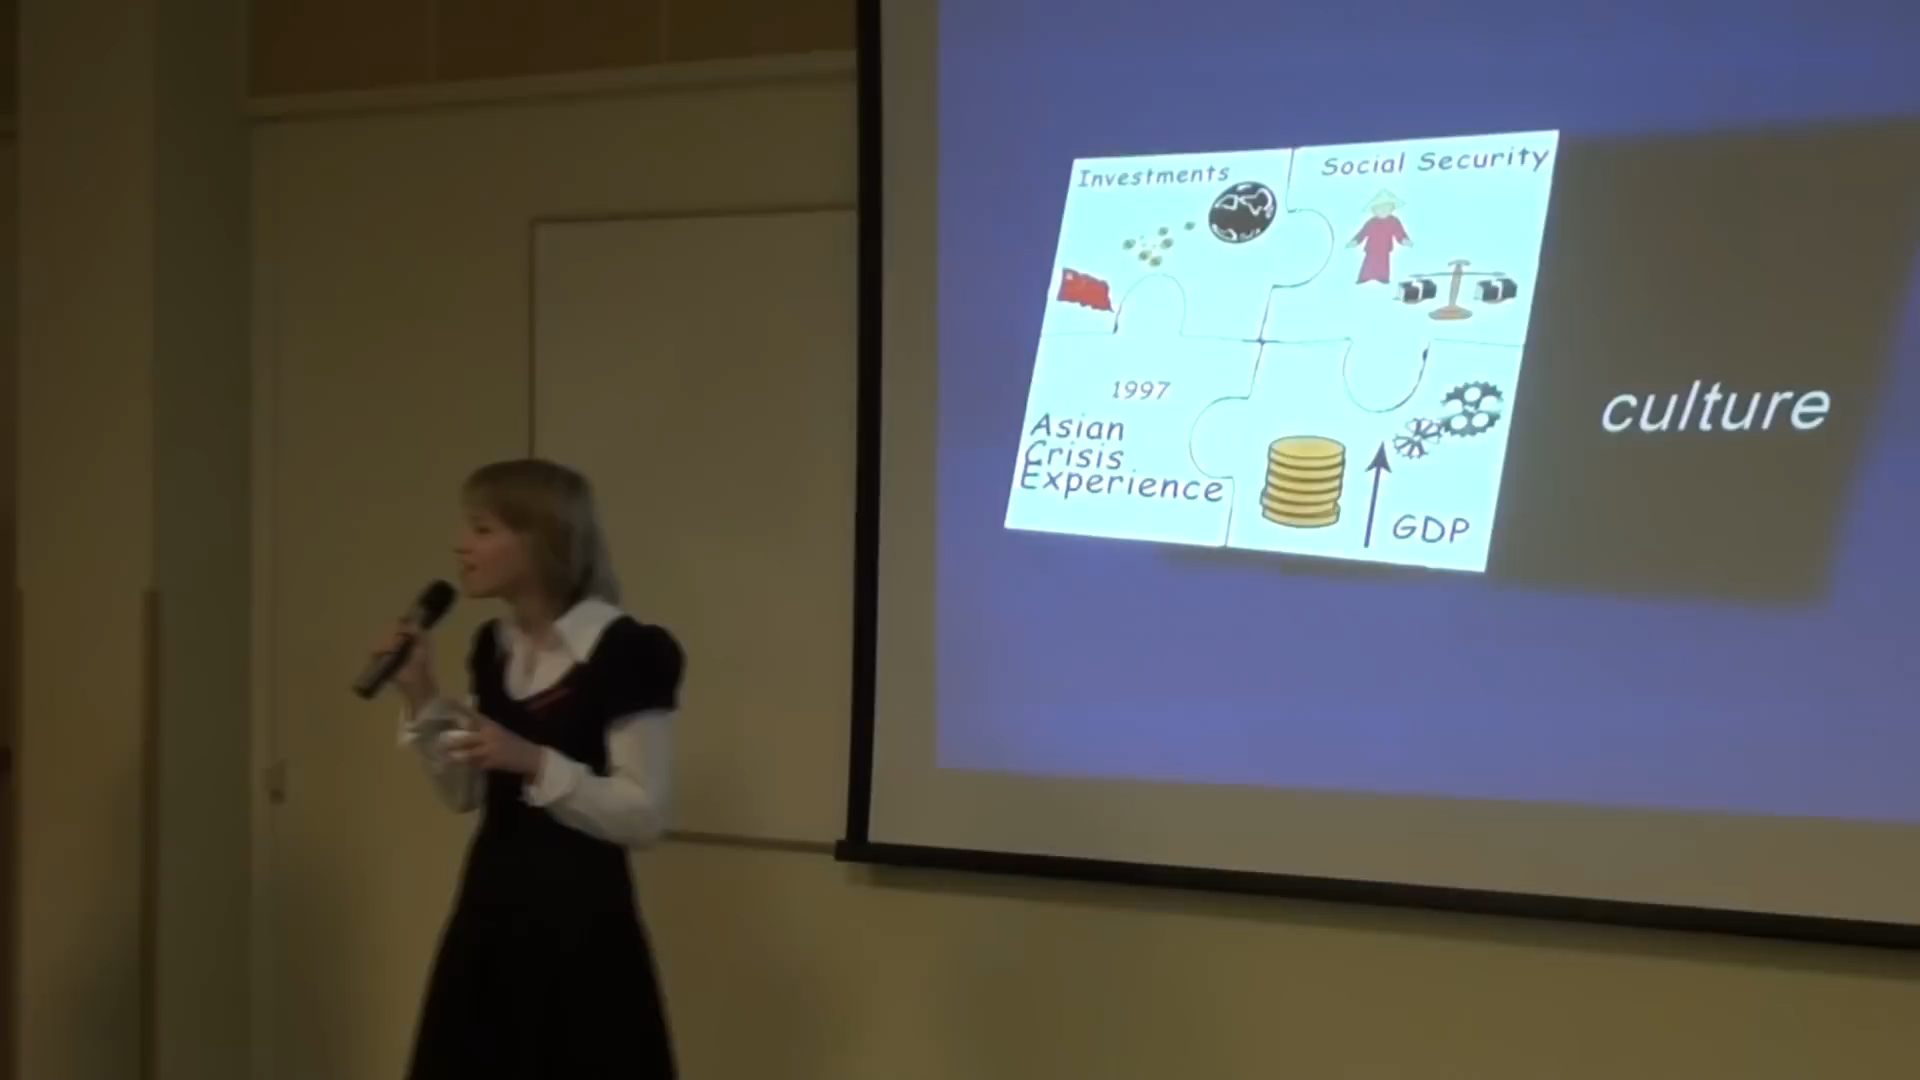 Investments
Social Security
1997
Asian
Crisis
Experience
GDP
culture